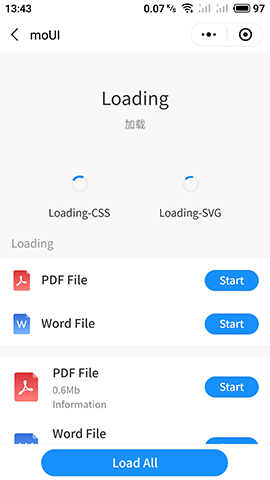 13:43
0.07 K/s
97
moUI
Loading
加载
Loading-CSS
Loading-SVG
Loading
PDF File
Start
Word File
Start
PDF File
0.6Mb
Information
Start
Word File
Load All